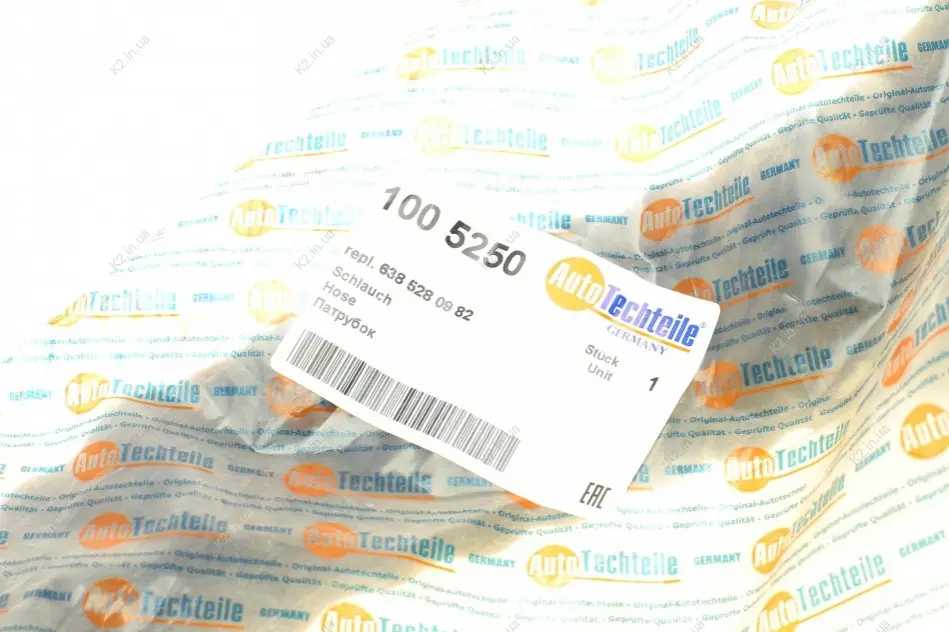 100 5250
repl. 638 528 09 82
Schlauch
Hose
Патрубок
AutoTechteile®
GERMANY
Stück
Unit 1
EAC
AutoTechteile GERMANY
• Original-Autotechteile • Geprüfte Qualität •
K2.in.ua